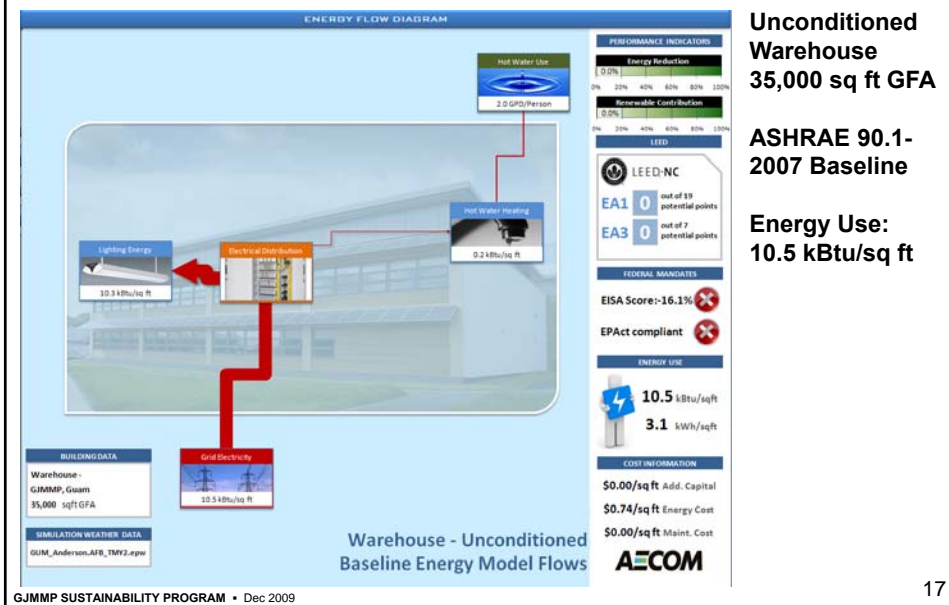 ENERGY FLOW DIAGRAM
Hot Water Use
2.0 GPD/Person
Hot Water Heating
0.2 kBtu/sq ft
Lighting Energy
10.3 kBtu/sq ft
Electrical Distribution
Grid Electricity
10.5 kBtu/sq ft
BUILDING DATA
Warehouse -
GJMMP, Guam
35,000 sqft GFA
SIMULATION WEATHER DATA
GUM_Anderson.AFB_TMY2.epw
Warehouse - Unconditioned
Baseline Energy Model Flows
PERFORMANCE INDICATORS
Energy Reduction
0.0%
0% 20% 40% 60% 80% 100%
Renewable Contribution
0.0%
0% 20% 40% 60% 80% 100%
LEED
LEED-NC
EA1 0 out of 19
potential points
EA3 0 out of 7
potential points
FEDERAL MANDATES
EISA Score:-16.1%
EPAct compliant
ENERGY USE
10.5 kBtu/sqft
3.1 kWh/sqft
COST INFORMATION
$0.00/sq ft Add. Capital
$0.74/sq ft Energy Cost
$0.00/sq ft Maint. Cost
AECOM
Unconditioned
Warehouse
35,000 sq ft GFA
ASHRAE 90.1-
2007 Baseline
Energy Use:
10.5 kBtu/sq ft
GJMMP SUSTAINABILITY PROGRAM ▪ Dec 2009
17